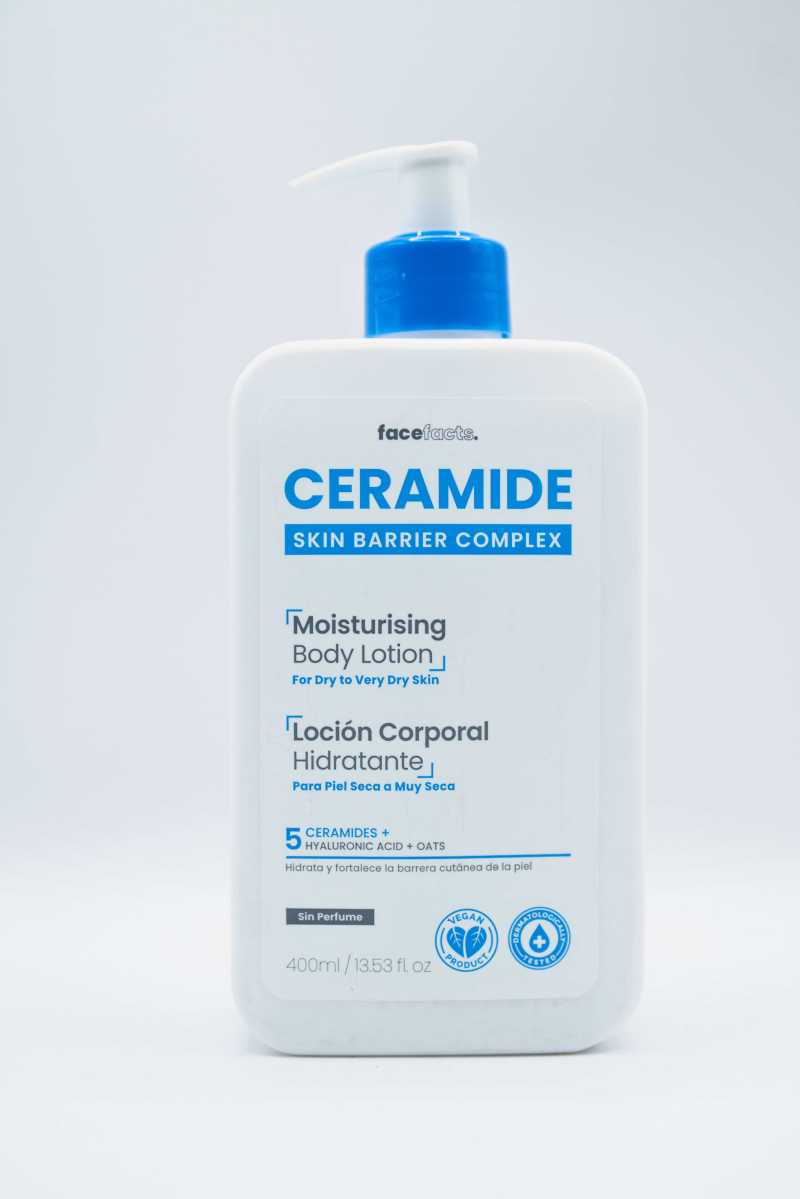 facefacts.
CERAMIDE
SKIN BARRIER COMPLEX
Moisturising
Body Lotion
For Dry to Very Dry Skin
Loción Corporal
Hidratante
Para Piel Seca a Muy Seca
5 CERAMIDES +
HYALURONIC ACID + OATS
Hidrata y fortalece la barrera cutánea de la piel
Sin Perfume
400ml / 13.53 fl. oz
VEGAN
PRODUCT
DERMATOLOGICALLY
TESTED